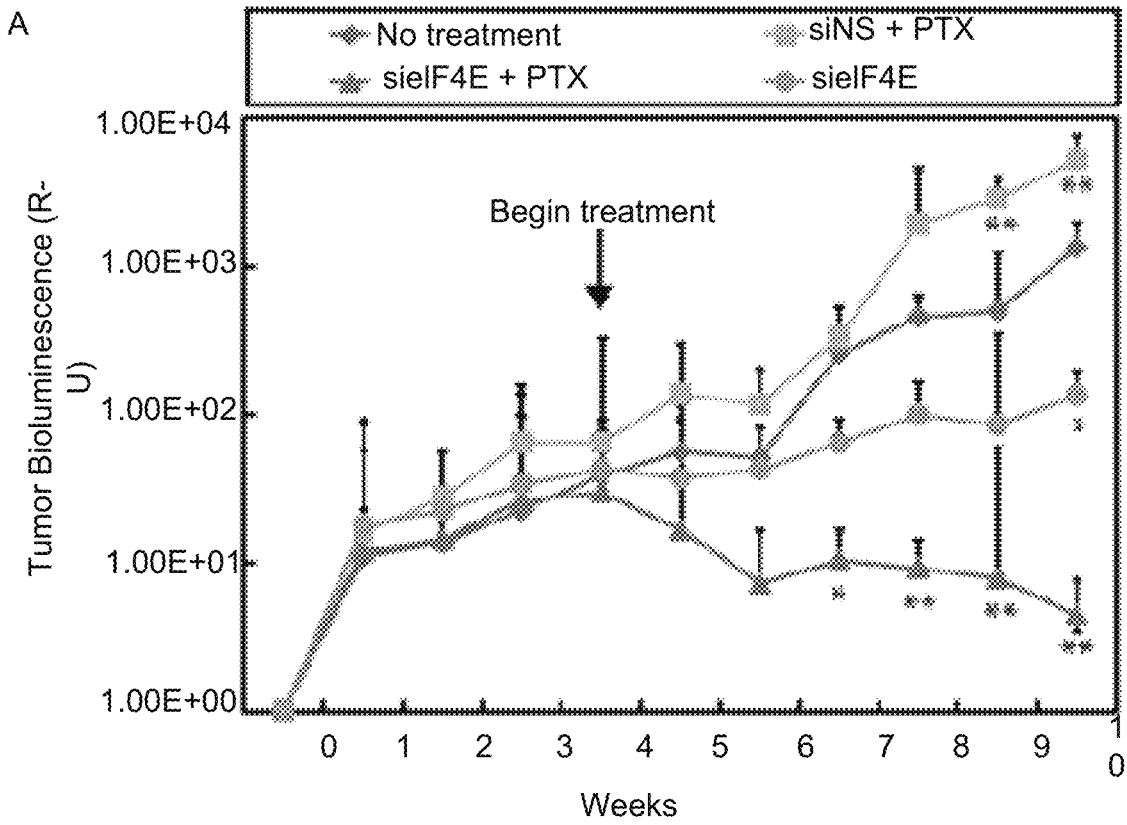 A
No treatment
siNS + PTX
sieIF4E + PTX
sieIF4E
1.00E+04
1.00E+03
1.00E+02
1.00E+01
1.00E+00
Tumor Bioluminescence (R-
U)
Begin treatment
**
**
*
*
**
**
**
0 1 2 3 4 5 6 7 8 9 1
0
Weeks